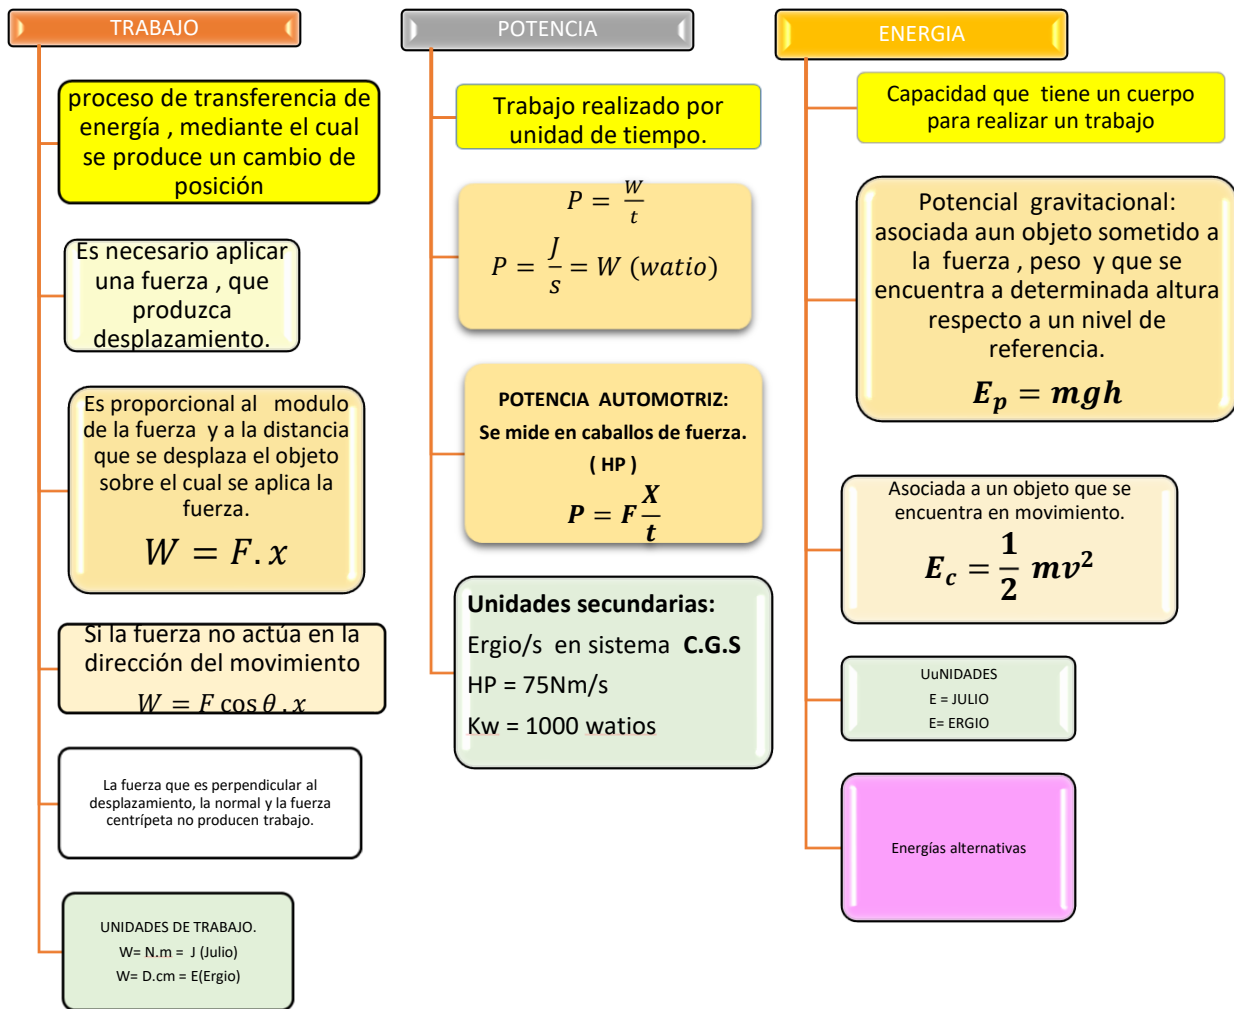 TRABAJO
proceso de transferencia de
energía , mediante el cual
se produce un cambio de
posición
Es necesario aplicar
una fuerza , que
produzca
desplazamiento.
Es proporcional al modulo
de la fuerza y a la distancia
que se desplaza el objeto
sobre el cual se aplica la
fuerza.
W = F. x
Si la fuerza no actúa en la
dirección del movimiento
W = F cos θ . x
La fuerza que es perpendicular al
desplazamiento, la normal y la fuerza
centrípeta no producen trabajo.
UNIDADES DE TRABAJO.
W= N.m = J (Julio)
W= D.cm = E(Ergio)
POTENCIA
Trabajo realizado por
unidad de tiempo.
P = W/t
P = J/s = W (watio)
POTENCIA AUTOMOTRIZ:
Se mide en caballos de fuerza.
( HP )
P = F X/t
Unidades secundarias:
Ergio/s en sistema C.G.S
HP = 75Nm/s
Kw = 1000 watios
ENERGIA
Capacidad que tiene un cuerpo
para realizar un trabajo
Potencial gravitacional:
asociada aun objeto sometido a
la fuerza , peso y que se
encuentra a determinada altura
respecto a un nivel de
referencia.
E_p = mgh
Asociada a un objeto que se
encuentra en movimiento.
E_c = 1/2 mv²
UuNIDADES
E = JULIO
E= ERGIO
Energías alternativas